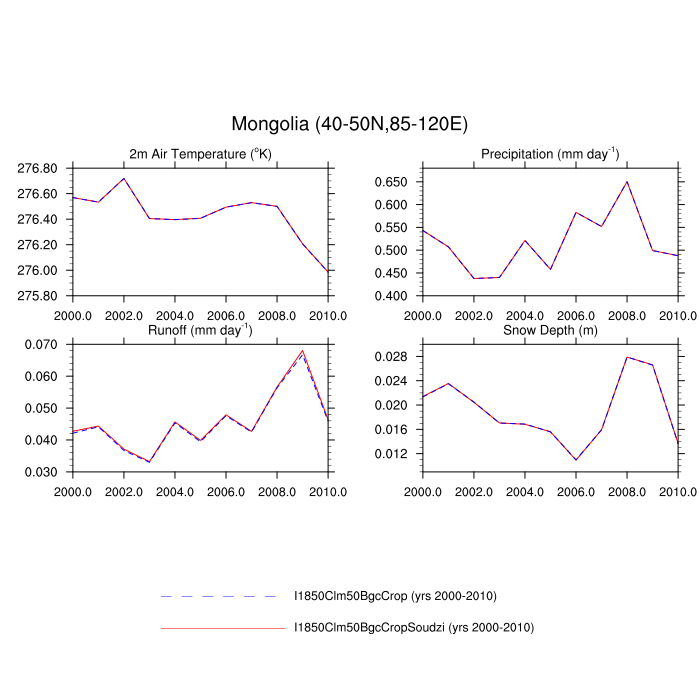 Mongolia (40-50N,85-120E)
2m Air Temperature (°K)
276.80
276.60
276.40
276.20
276.00
275.80
2000.0 2002.0 2004.0 2006.0 2008.0 2010.0
Precipitation (mm day⁻¹)
0.650
0.600
0.550
0.500
0.450
0.400
2000.0 2002.0 2004.0 2006.0 2008.0 2010.0
Runoff (mm day⁻¹)
0.070
0.060
0.050
0.040
0.030
2000.0 2002.0 2004.0 2006.0 2008.0 2010.0
Snow Depth (m)
0.028
0.024
0.020
0.016
0.012
2000.0 2002.0 2004.0 2006.0 2008.0 2010.0
I1850Clm50BgcCrop (yrs 2000-2010)
I1850Clm50BgcCropSoudzi (yrs 2000-2010)